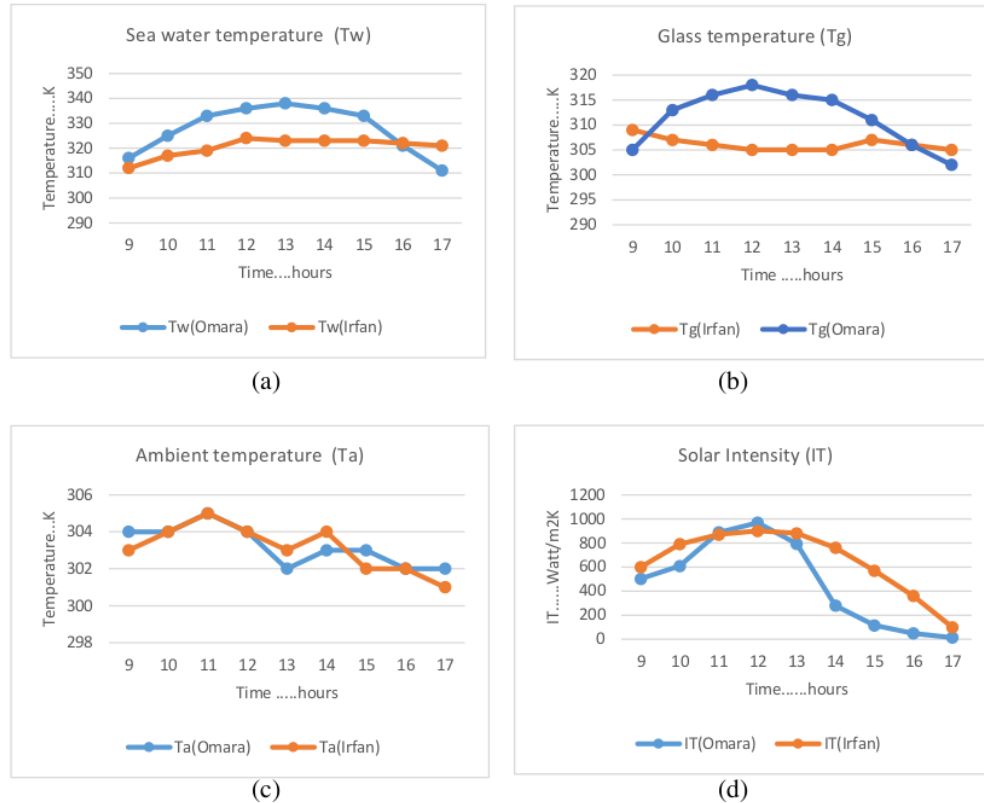 Sea water temperature (Tw)
Temperature.....K
350
340
330
320
310
300
290
9 10 11 12 13 14 15 16 17
Time....hours
Tw(Omara) Tw(Irfan)
(a)
Glass temperature (Tg)
Temperature.....K
320
315
310
305
300
295
290
9 10 11 12 13 14 15 16 17
Time .....hours
Tg(Irfan) Tg(Omara)
(b)
Ambient temperature (Ta)
Temperature...K
306
304
302
300
298
9 10 11 12 13 14 15 16 17
Time .....hours
Ta(Omara) Ta(Irfan)
(c)
Solar Intensity (IT)
IT......Watt/m2K
1200
1000
800
600
400
200
0
9 10 11 12 13 14 15 16 17
Time......hours
IT(Omara) IT(Irfan)
(d)